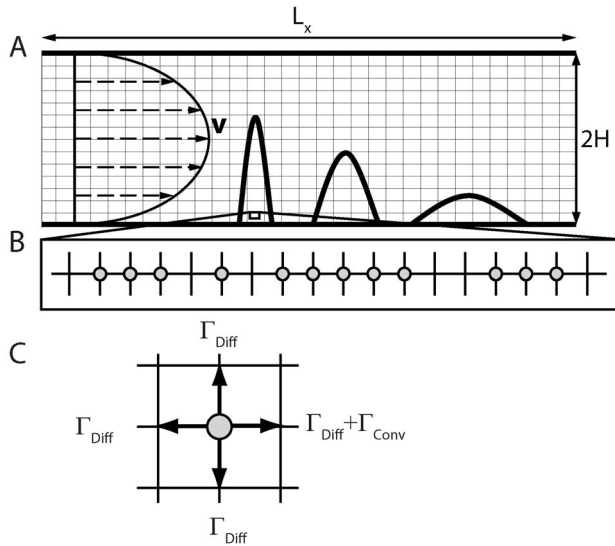 L_x
A
V
2H
B
C
Γ_Diff
Γ_Diff
Γ_Diff+Γ_Conv
Γ_Diff